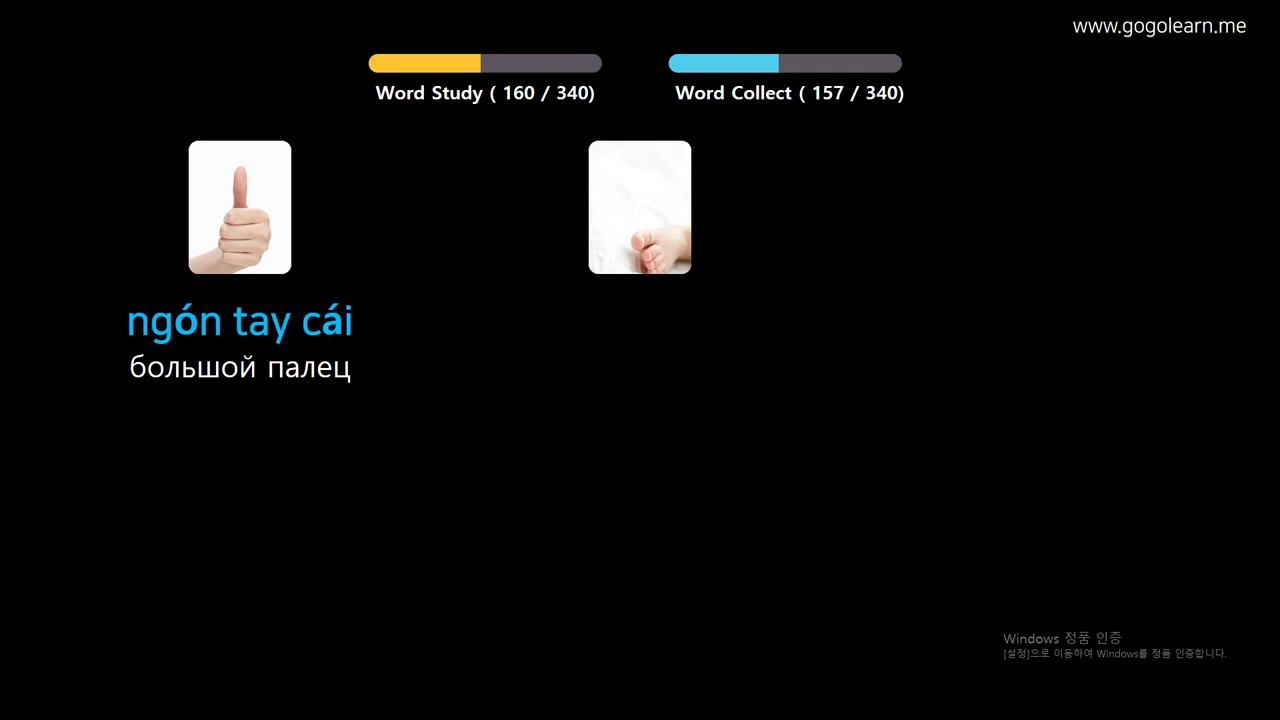 www.gogolearn.me
Word Study ( 160 / 340)
Word Collect ( 157 / 340)
ngón tay cái
большой палец
Windows 정품 인증
[설정]으로 이동하여 Windows를 정품 인증합니다.